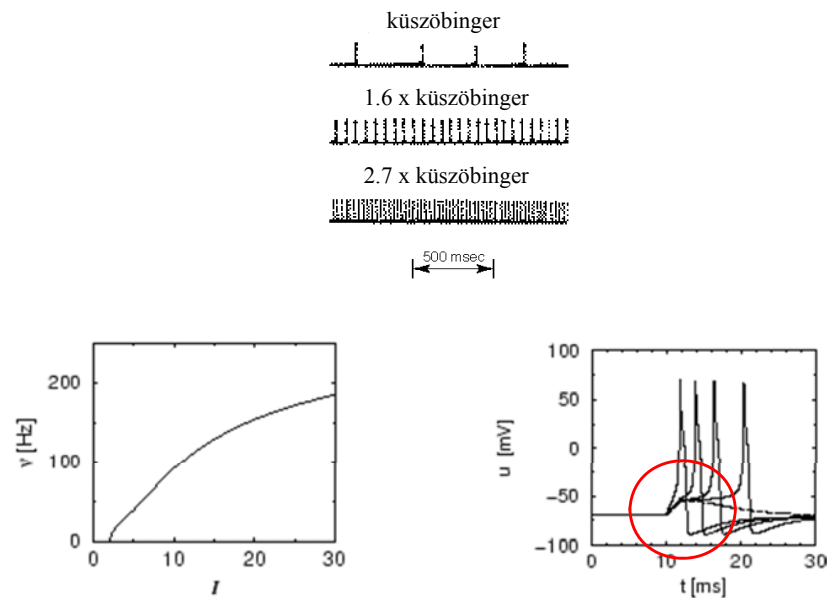 küszöbinger
1.6 x küszöbinger
2.7 x küszöbinger
500 msec
200
100
0
ν [Hz]
0 10 20 30
I
100
50
0
−50
−100
u [mV]
0 10 20 30
t [ms]